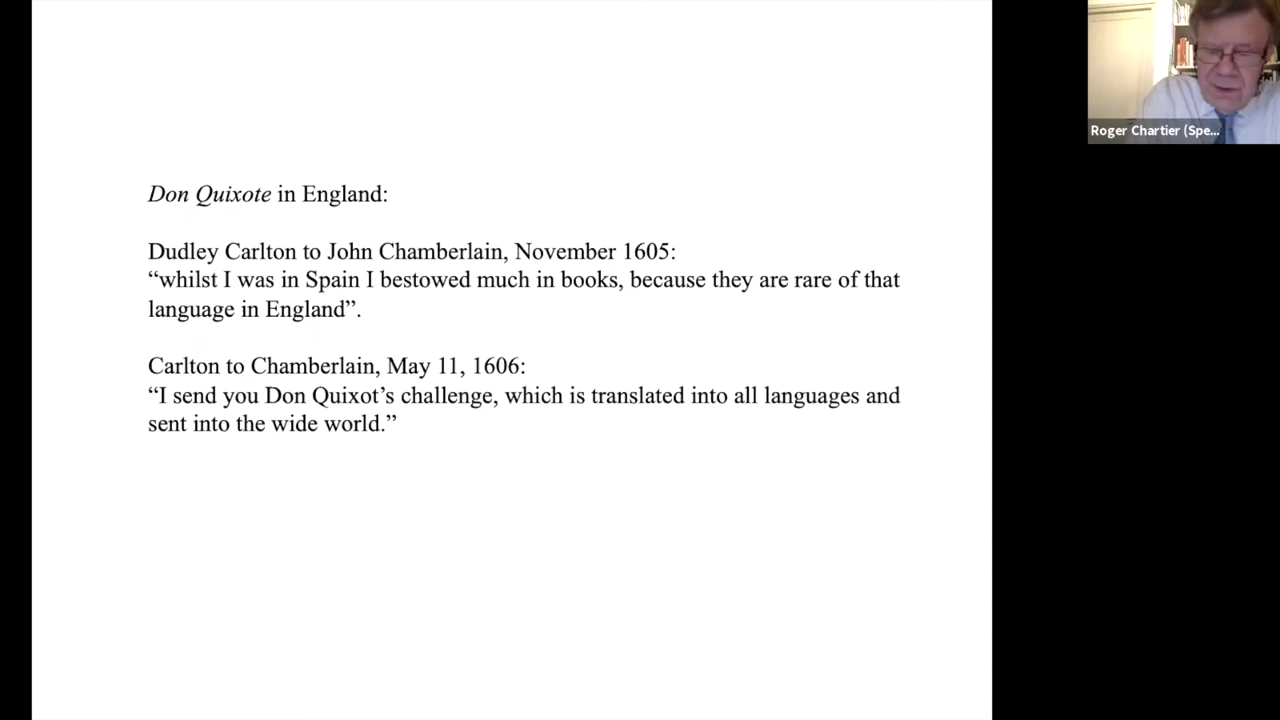 Don Quixote in England:
Dudley Carlton to John Chamberlain, November 1605:
“whilst I was in Spain I bestowed much in books, because they are rare of that
language in England”.
Carlton to Chamberlain, May 11, 1606:
“I send you Don Quixot’s challenge, which is translated into all languages and
sent into the wide world.”
Roger Chartier (Spe...